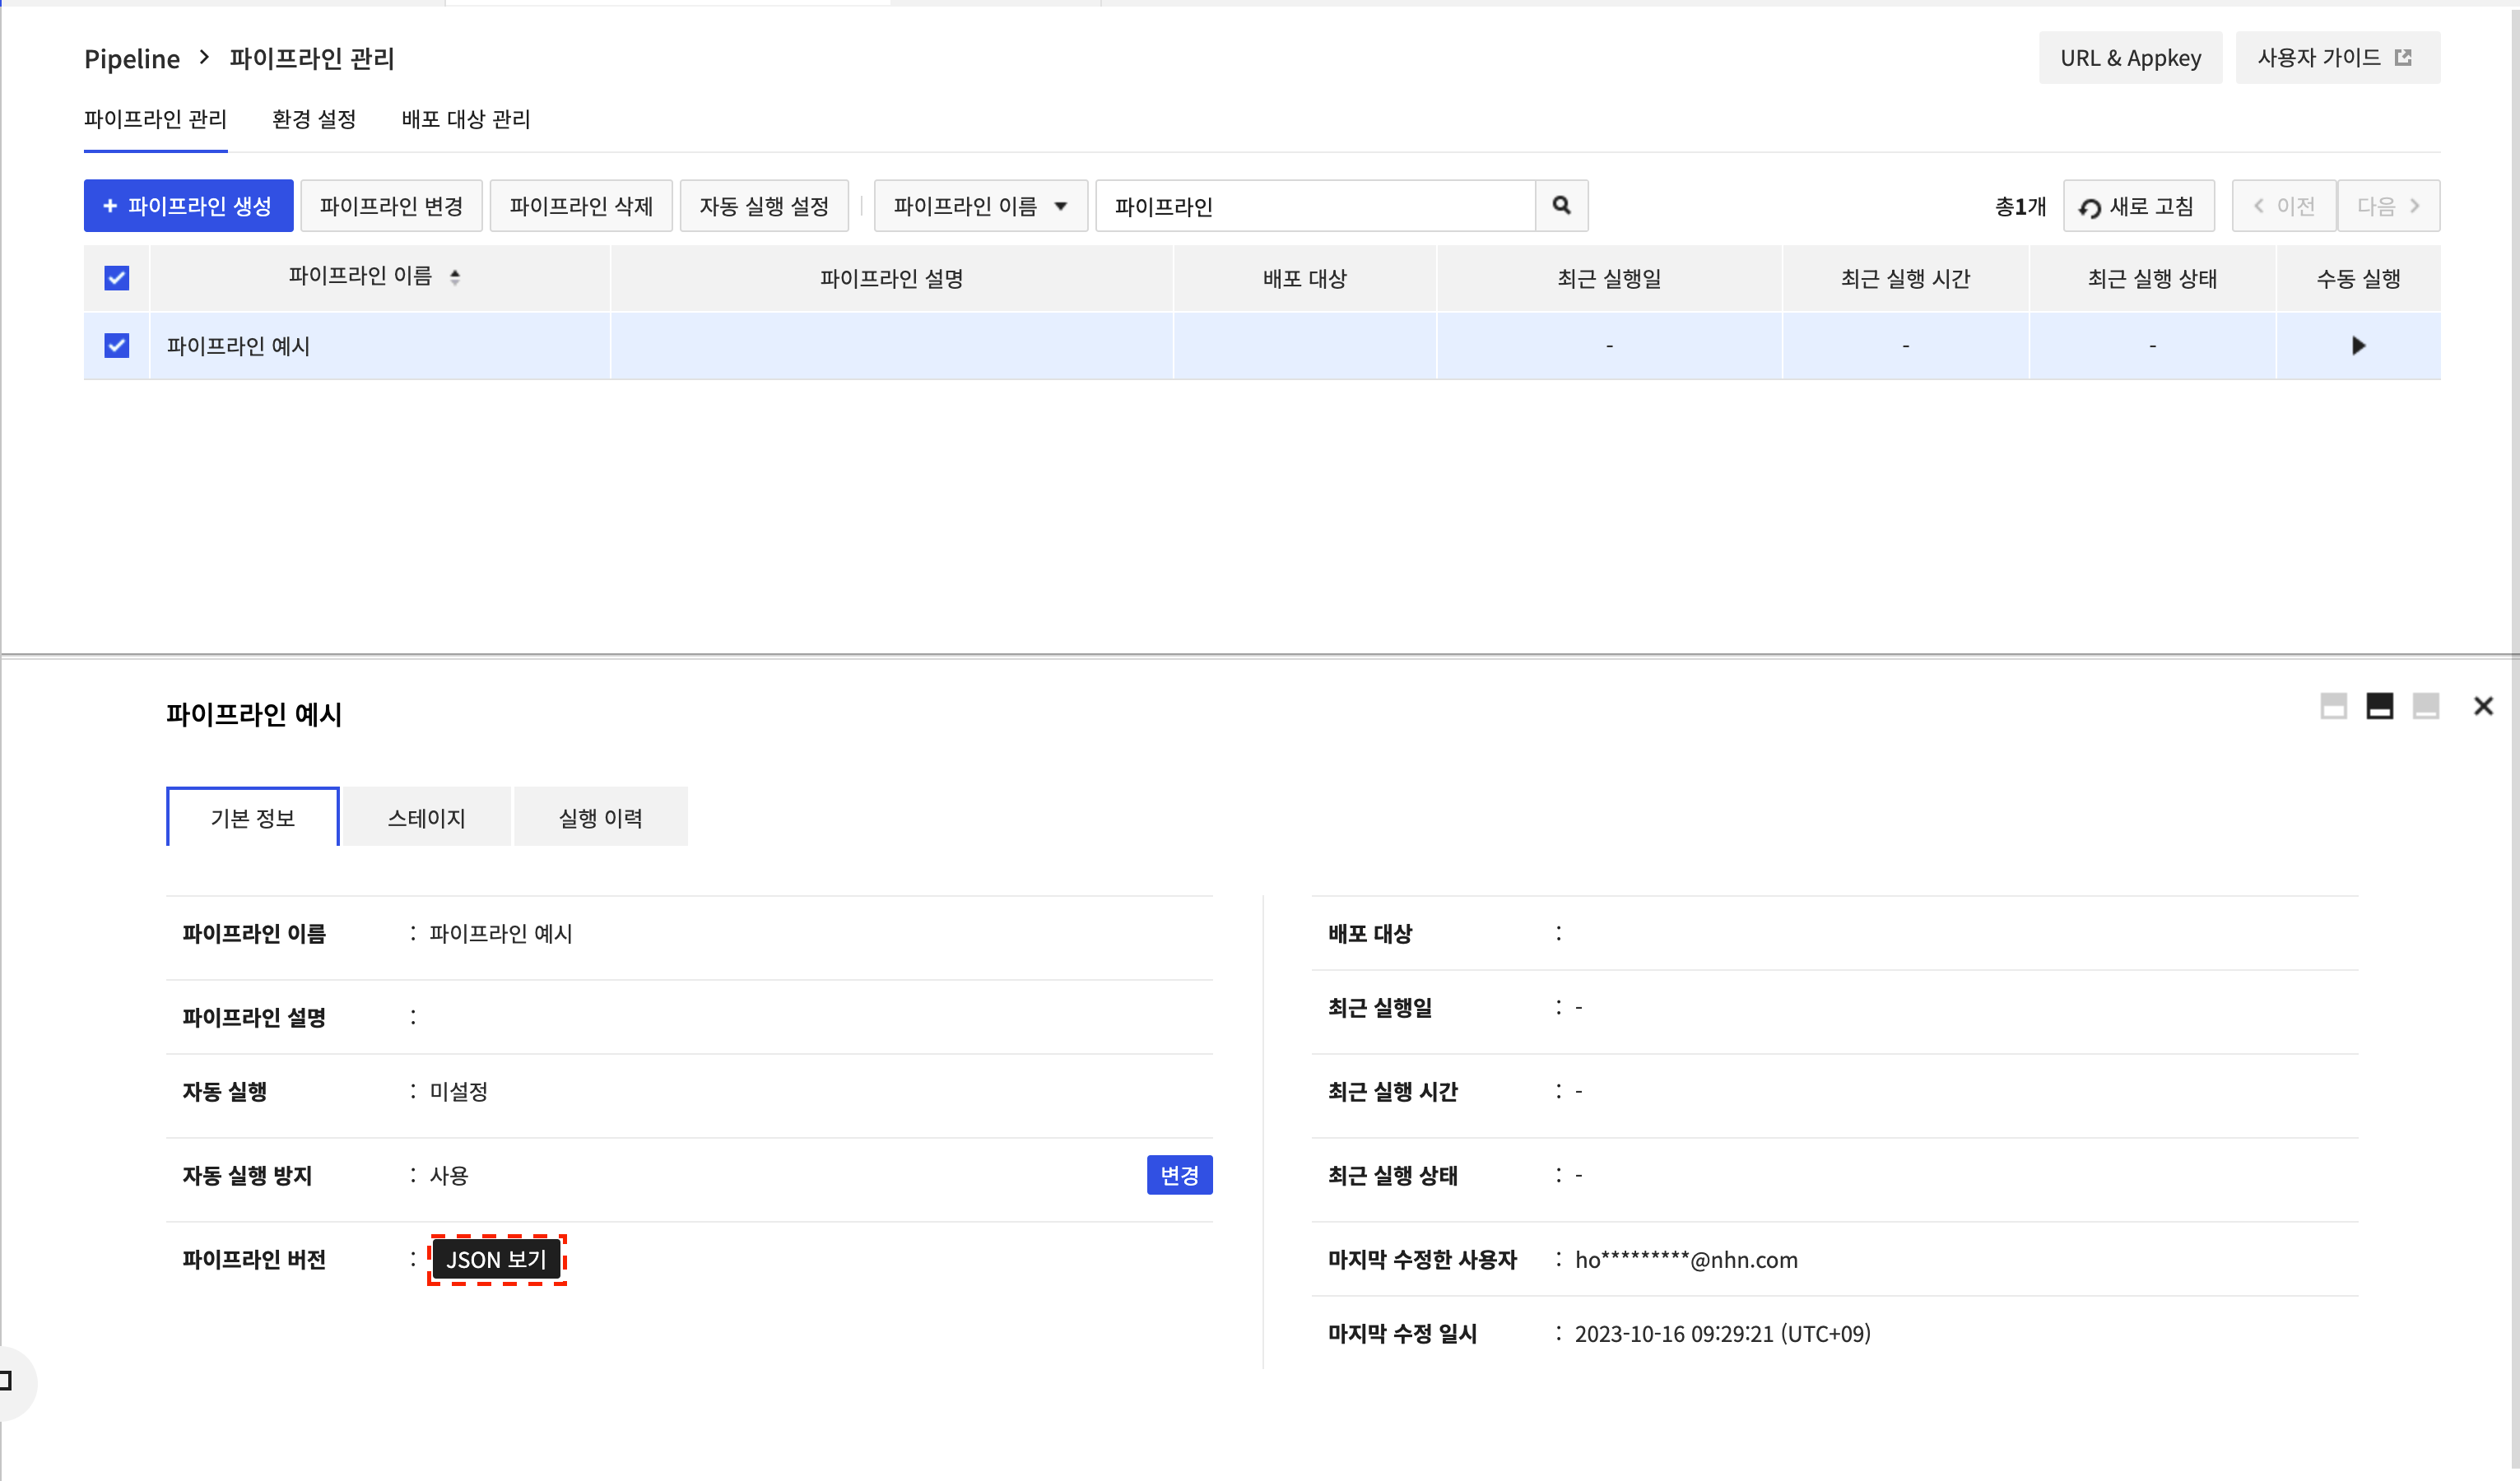 Pipeline > 파이프라인 관리
URL & Appkey
사용자 가이드
파이프라인 관리
환경 설정
배포 대상 관리
+ 파이프라인 생성
파이프라인 변경
파이프라인 삭제
자동 실행 설정
파이프라인 이름
파이프라인
총1개
새로 고침
< 이전
다음 >
파이프라인 이름
파이프라인 설명
배포 대상
최근 실행일
최근 실행 시간
최근 실행 상태
수동 실행
파이프라인 예시
-
-
-
파이프라인 예시
기본 정보
스테이지
실행 이력
파이프라인 이름 : 파이프라인 예시
파이프라인 설명 :
자동 실행 : 미설정
자동 실행 방지 : 사용
변경
파이프라인 버전 : JSON 보기
배포 대상 :
최근 실행일 : -
최근 실행 시간 : -
최근 실행 상태 : -
마지막 수정한 사용자 : ho*********@nhn.com
마지막 수정 일시 : 2023-10-16 09:29:21 (UTC+09)